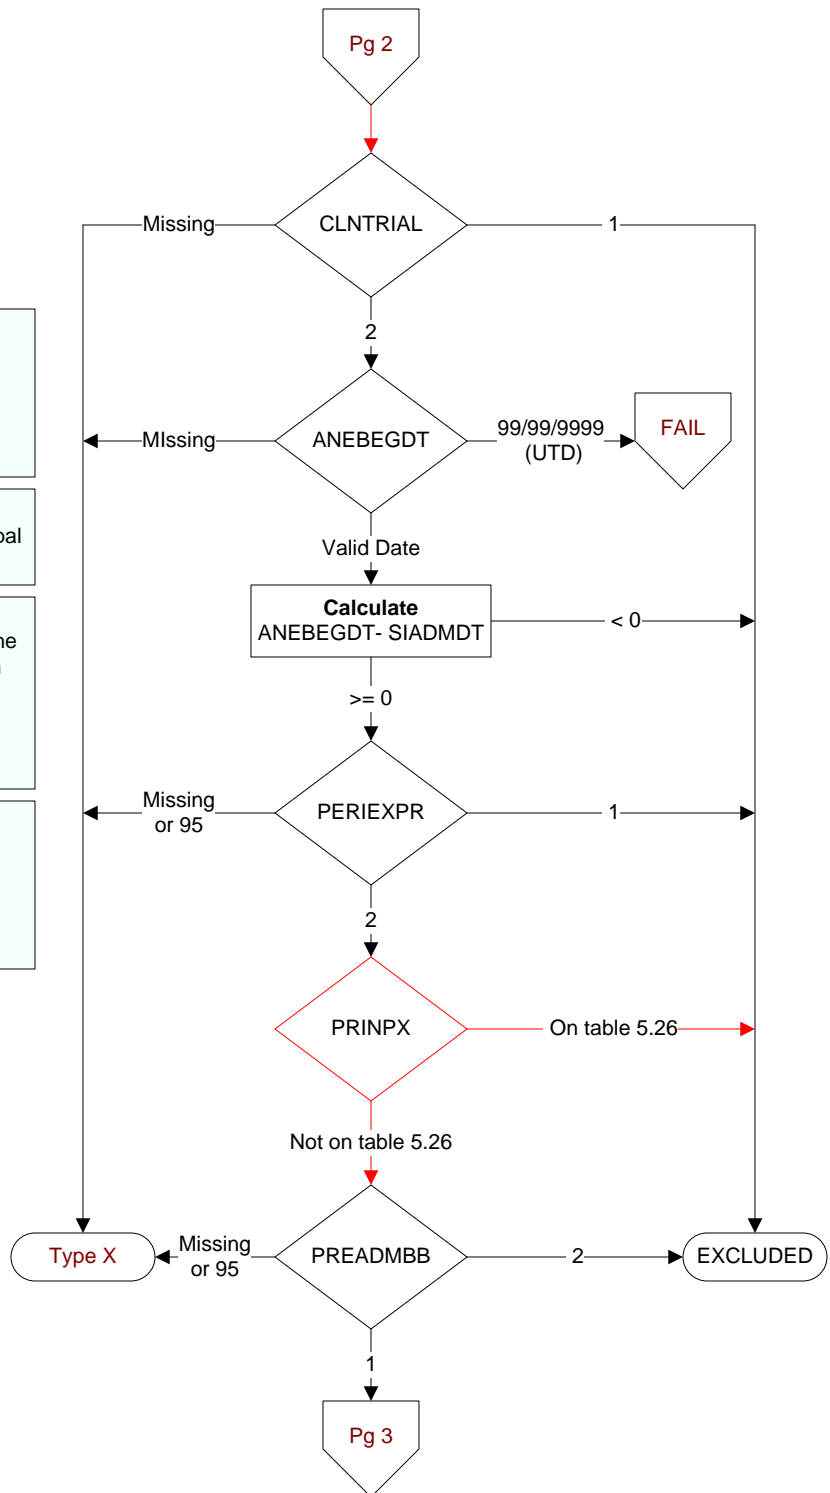 Pg 2
CLNTRIAL
Missing
1
2
ANEBEGDT
MIssing
99/99/9999
(UTD)
FAIL
Valid Date
Calculate
ANEBEGDT- SIADMDT
< 0
>= 0
PERIEXPR
Missing
or 95
1
2
PRINPX
On table 5.26
Not on table 5.26
PREADMBB
Missing
or 95
Type X
2
EXCLUDED
1
Pg 3